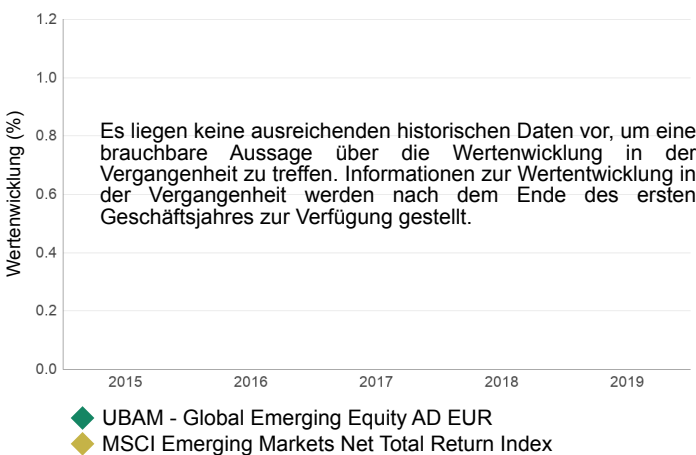 1.2
1.0
Wertenwicklung (%)
0.8
Es liegen keine ausreichenden historischen Daten vor, um eine
brauchbare Aussage über die Wertenwicklung in der
Vergangenheit zu treffen. Informationen zur Wertentwicklung in
0.6
der Vergangenheit werden nach dem Ende des ersten
Geschäftsjahres zur Verfügung gestellt.
0.4
0.2
0.0
2015 2016 2017 2018 2019
UBAM - Global Emerging Equity AD EUR
MSCI Emerging Markets Net Total Return Index